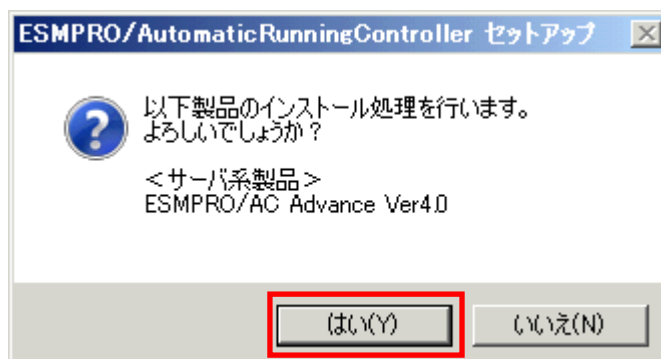 ESMPRO/AutomaticRunningController セットアップ
以下製品のインストール処理を行います。
よろしいでしょうか？
＜サーバ系製品＞
ESMPRO/AC Advance Ver4.0
はい(Y)
いいえ(N)